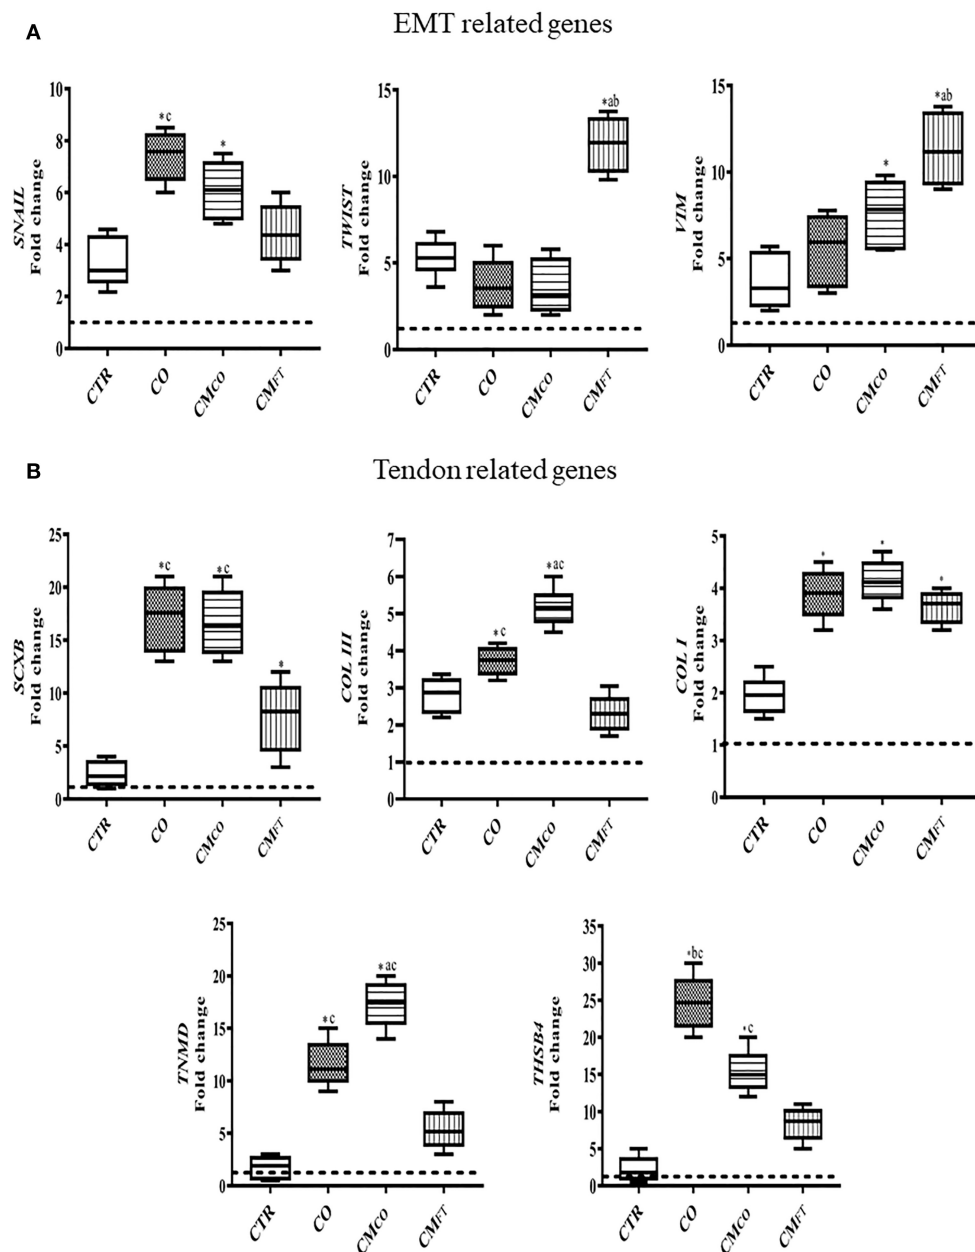 A
EMT related genes
SNAIL
Fold change
10
8
6
4
2
0
*c
*
CTR
CO
CMCO
CMFT
TWIST
Fold change
15
10
5
0
*ab
CTR
CO
CMCO
CMFT
VIM
Fold change
15
10
5
0
*
*ab
CTR
CO
CMCO
CMFT
B
Tendon related genes
SCXB
Fold change
25
20
15
10
5
0
*c
*c
*
CTR
CO
CMCO
CMFT
COL III
Fold change
7
6
5
4
3
2
1
0
*c
*ac
CTR
CO
CMCO
CMFT
COL I
Fold change
5
4
3
2
1
0
*
*
*
CTR
CO
CMCO
CMFT
TNMD
Fold change
25
20
15
10
5
0
*c
*ac
CTR
CO
CMCO
CMFT
THSB4
Fold change
35
30
25
20
15
10
5
0
*bc
*c
CTR
CO
CMCO
CMFT